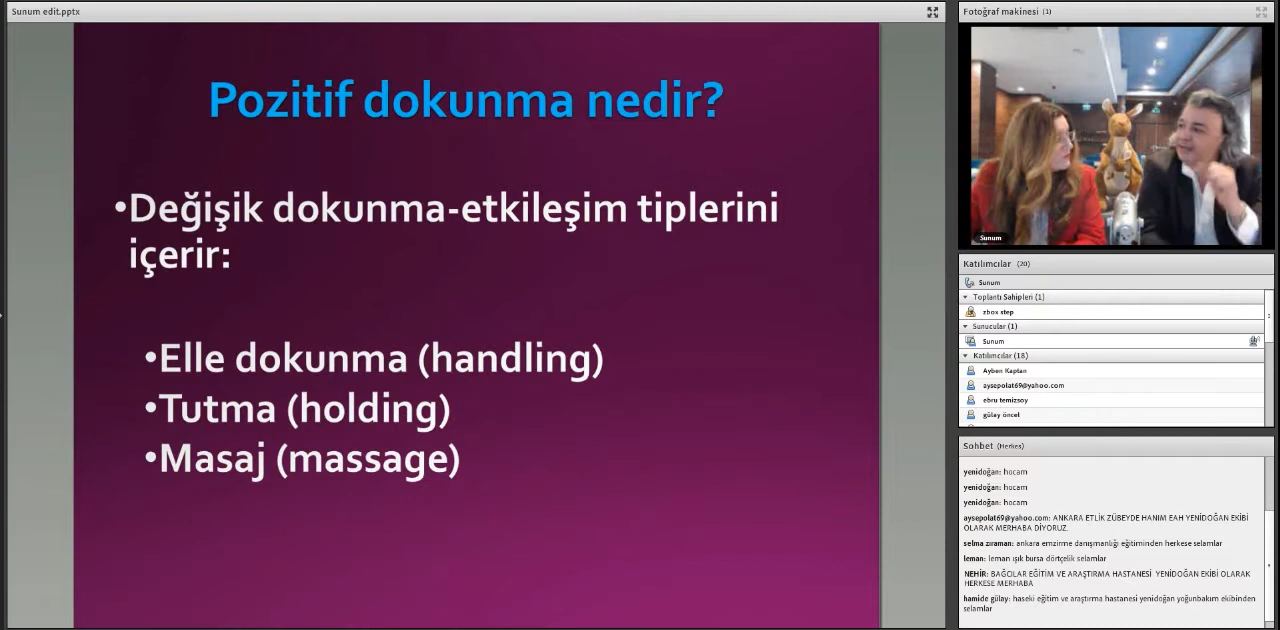 Sunum edit.pptx
Pozitif dokunma nedir?
•Değişik dokunma-etkileşim tiplerini
içerir:
•Elle dokunma (handling)
•Tutma (holding)
•Masaj (massage)
Fotoğraf makinesi (1)
Sunum
Katılımcılar (20)
Sunum
Toplantı Sahipleri (1)
zbox step
Sunucular (1)
Sunum
Katılımcılar (18)
Ayben Kaptan
aysepolat69@yahoo.com
ebru temizsoy
gülay öncel
Sohbet (Herkes)
yenidoğan: hocam
yenidoğan: hocam
yenidoğan: hocam
aysepolat69@yahoo.com: ANKARA ETLİK ZÜBEYDE HANIM EAH YENİDOĞAN EKİBİ
OLARAK MERHABA DİYORUZ.
selma zıraman: ankara emzirme danışmanlığı eğitiminden herkese selamlar
leman: leman ışık bursa dörtçelik selamlar
NEHİR: BAĞCILAR EĞİTİM VE ARAŞTIRMA HASTANESİ YENİDOĞAN EKİBİ OLARAK
HERKESE MERHABA
hamide gülay: haseki eğitim ve araştırma hastanesi yenidoğan yoğunbakım ekibinden
selamlar